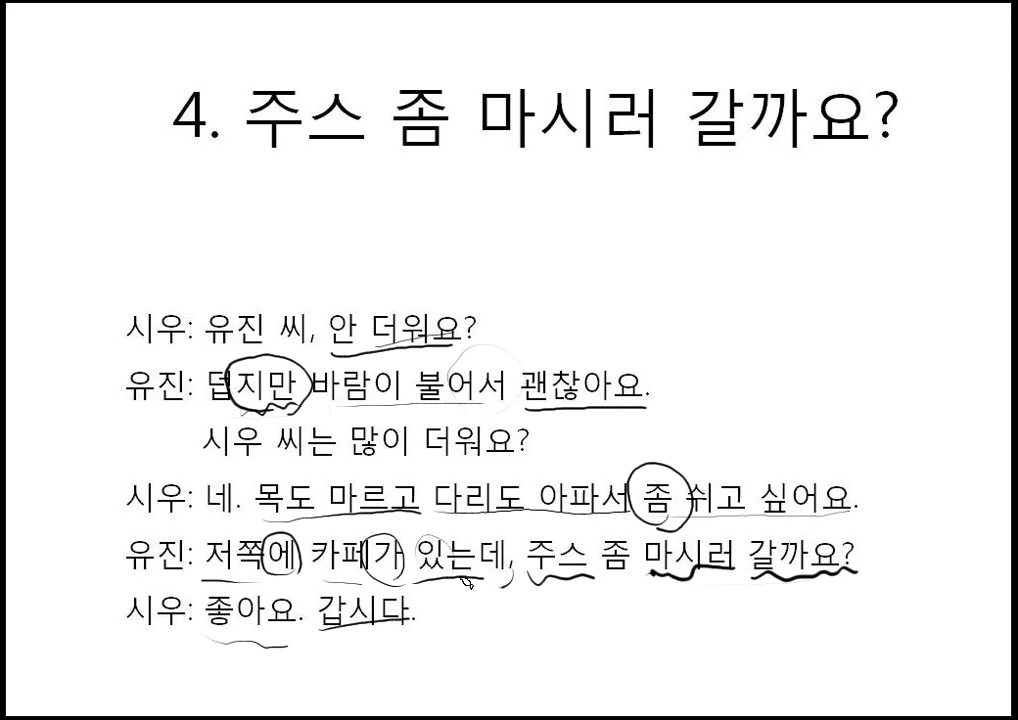 4. 주스 좀 마시러 갈까요?
시우: 유진 씨, 안 더워요?
유진: 덥지만 바람이 불어서 괜찮아요.
시우 씨는 많이 더워요?
시우: 네. 목도 마르고 다리도 아파서 좀 쉬고 싶어요.
유진: 저쪽에 카페가 있는데, 주스 좀 마시러 갈까요?
시우: 좋아요. 갑시다.